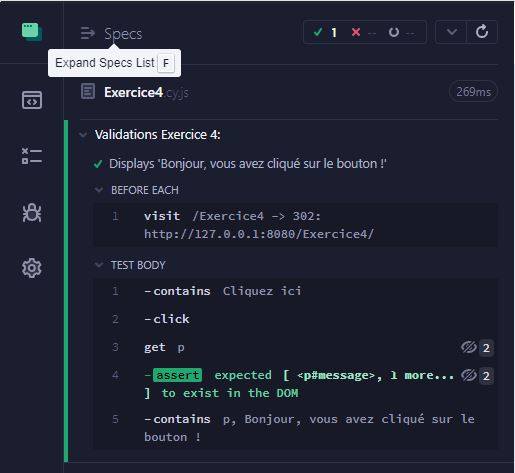 Specs
1 -- --
Expand Specs List F
Exercice4.cy.js 269ms
Validations Exercice 4:
Displays 'Bonjour, vous avez cliqué sur le bouton !'
BEFORE EACH
1 visit /Exercice4 -> 302:
http://127.0.0.1:8080/Exercice4/
TEST BODY
1 -contains Cliquez ici
2 -click
3 get p 2
4 -assert expected [ <p#message>, 1 more... 2
] to exist in the DOM
5 -contains p, Bonjour, vous avez cliqué sur le
bouton !